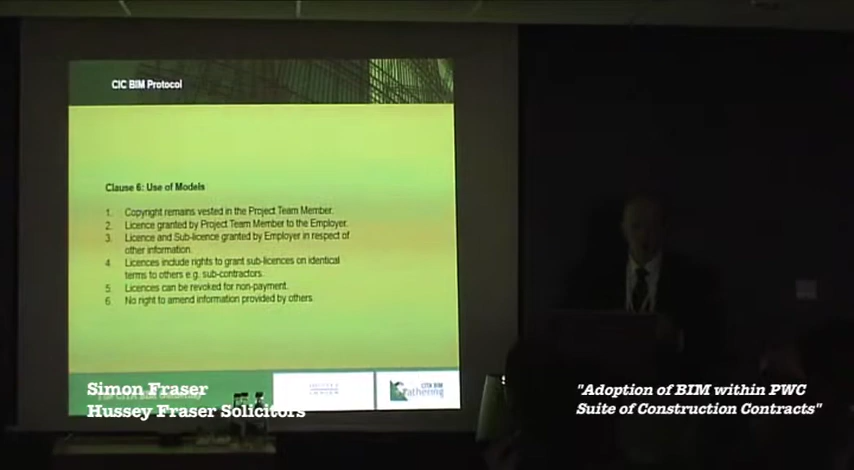 CIC BIM Protocol
Clause 6: Use of Models
1. Copyright remains vested in the Project Team Member.
2. Licence granted by Project Team Member to the Employer.
3. Licence and Sub-licence granted by Employer in respect of
other information.
4. Licences include rights to grant sub-licences on identical
terms to others e.g. sub-contractors.
5. Licences can be revoked for non-payment.
6. No right to amend information provided by others.
CITA BIM
Gathering
Simon Fraser
Hussey Fraser Solicitors
"Adoption of BIM within PWC
Suite of Construction Contracts"